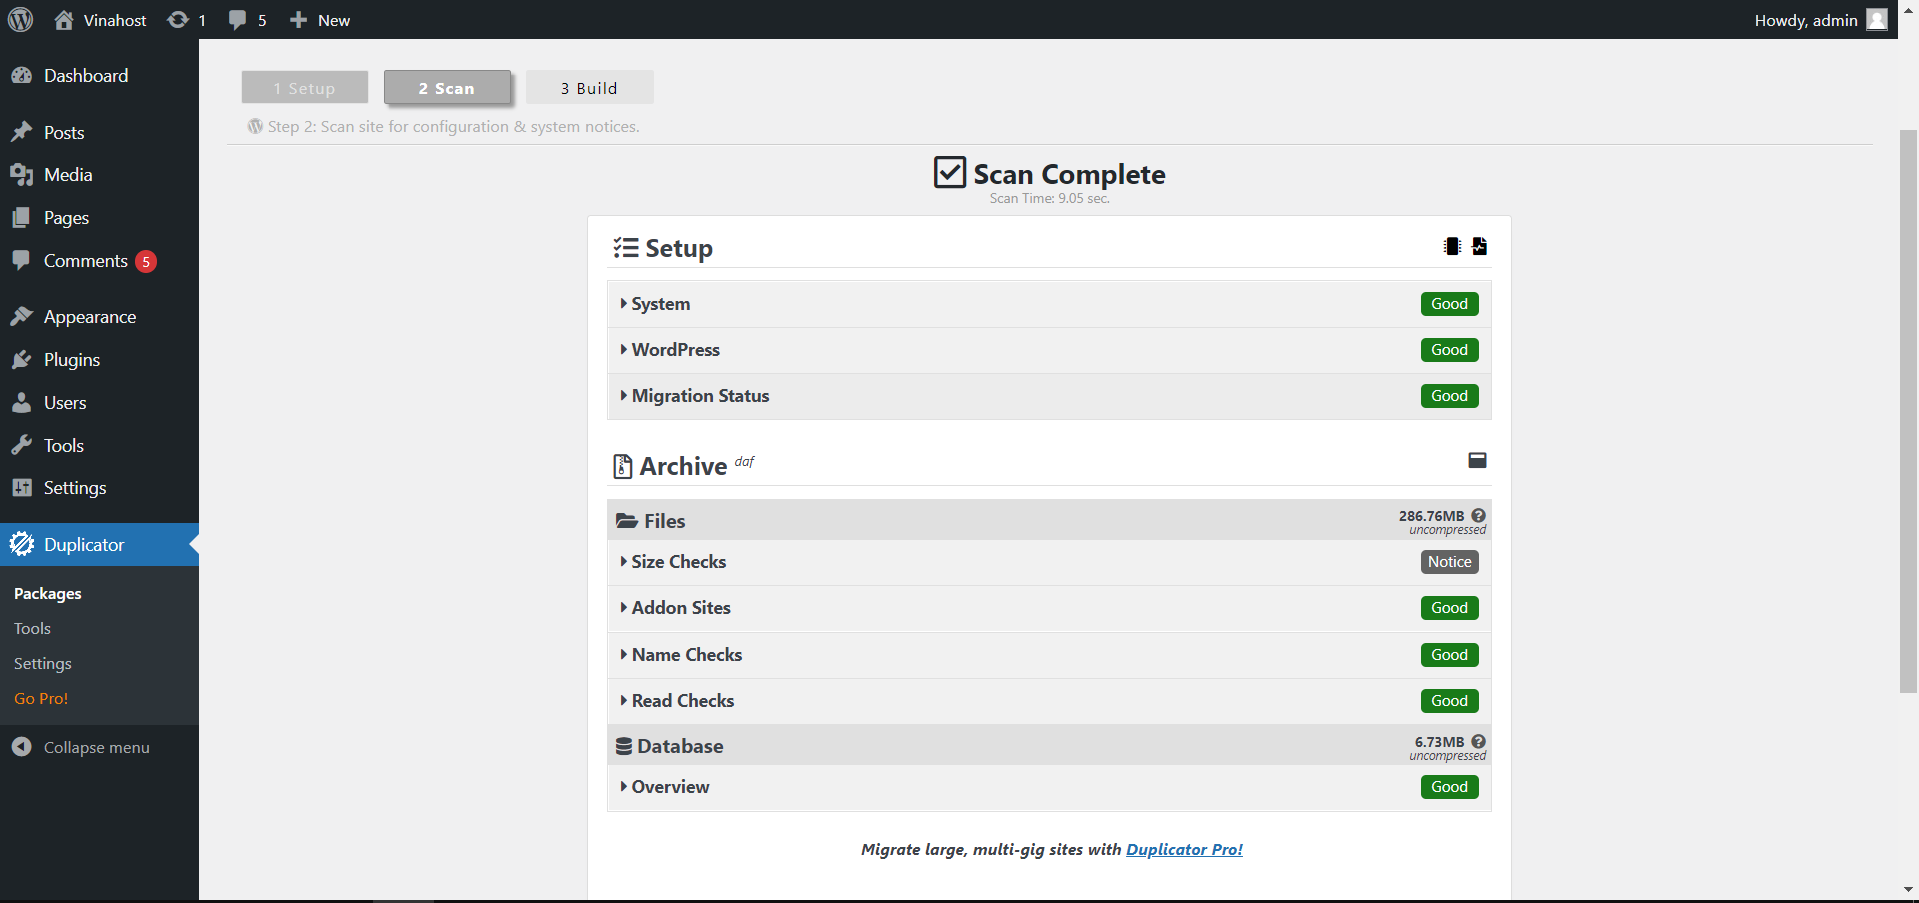 Vinahost 1 5 New Howdy, admin
Dashboard
Posts
Media
Pages
Comments 5
Appearance
Plugins
Users
Tools
Settings
Duplicator
Packages
Tools
Settings
Go Pro!
Collapse menu
1 Setup 2 Scan 3 Build
Step 2: Scan site for configuration & system notices.
Scan Complete
Scan Time: 9.05 sec.
Setup
System Good
WordPress Good
Migration Status Good
Archive daf
Files 286.76MB
uncompressed
Size Checks Notice
Addon Sites Good
Name Checks Good
Read Checks Good
Database 6.73MB
uncompressed
Overview Good
Migrate large, multi-gig sites with Duplicator Pro!